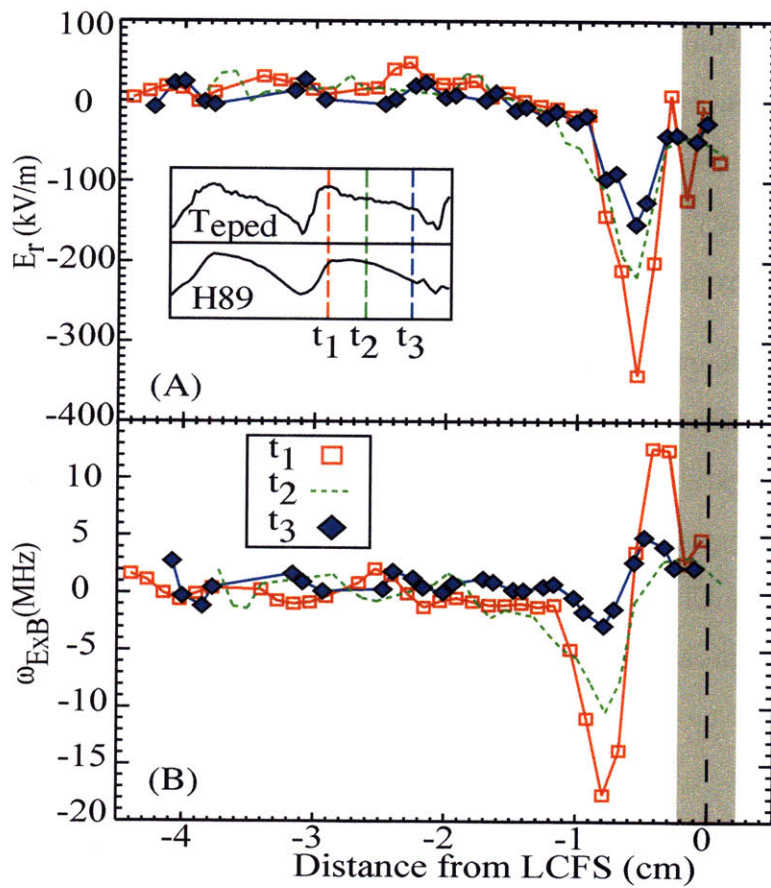 100
0
-100
-200
-300
-400
E_r (kV/m)
Teped
H89
t1 t2 t3
(A)
t1
t2
t3
10
5
0
-5
-10
-15
-20
ω_ExB (MHz)
(B)
-4 -3 -2 -1 0
Distance from LCFS (cm)